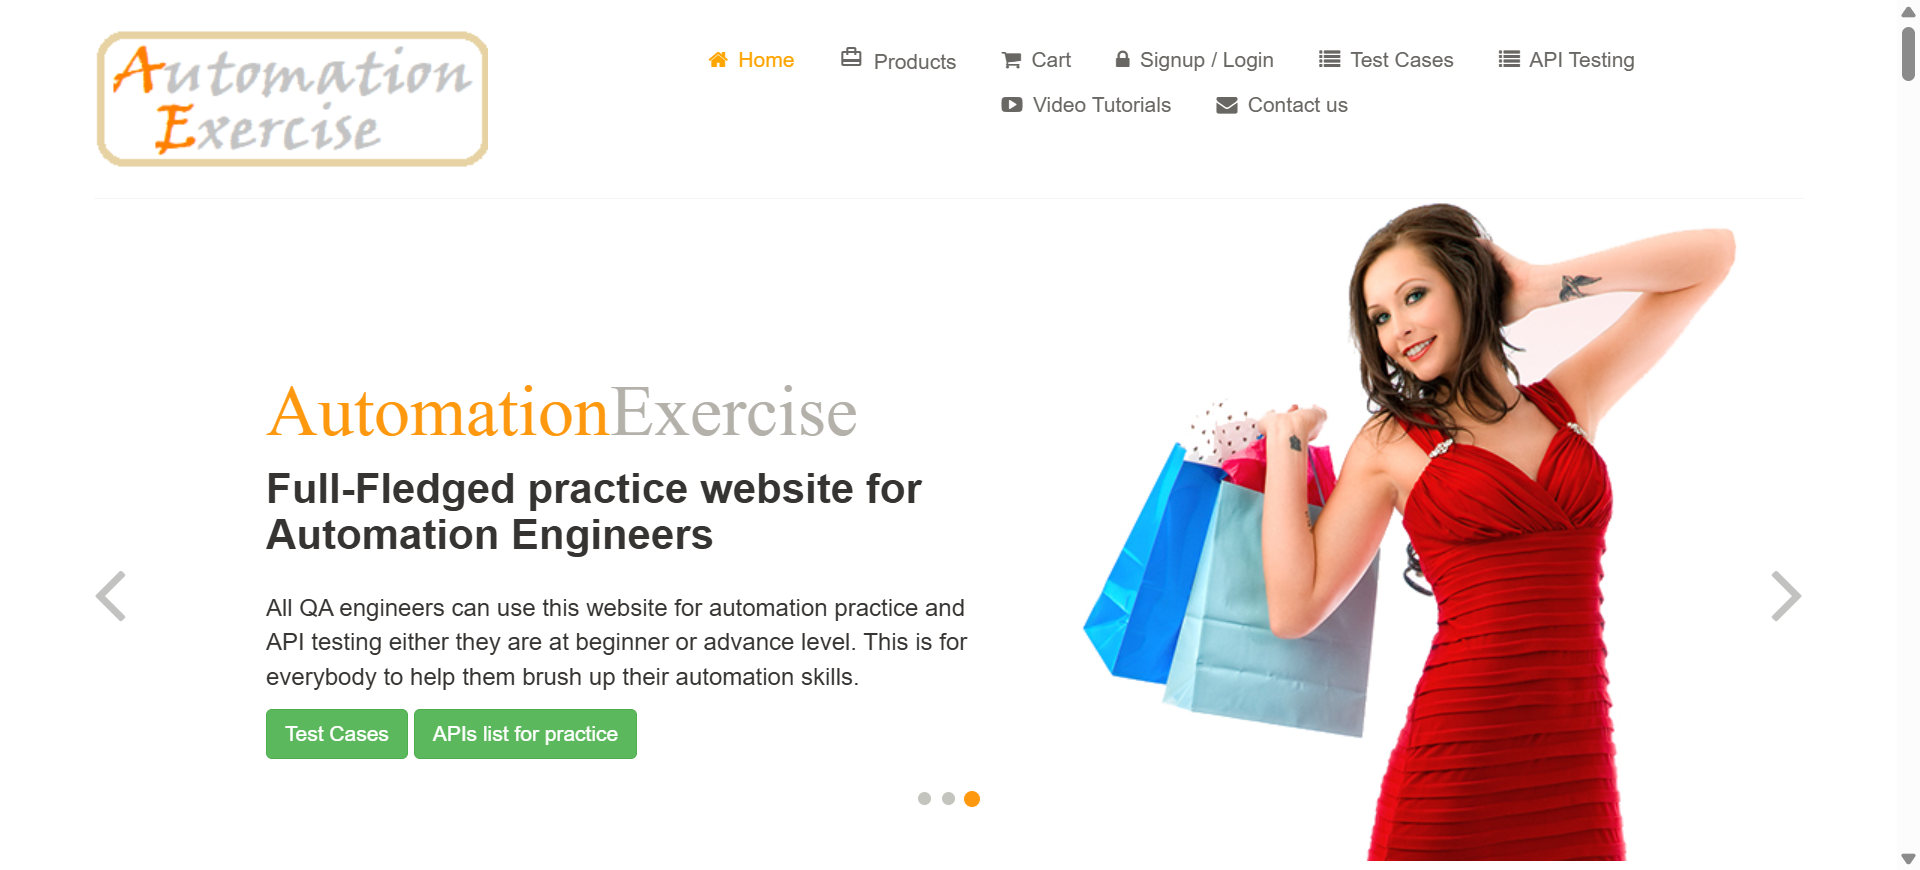 Automation
Exercise
Home
Products
Cart
Signup / Login
Test Cases
API Testing
Video Tutorials
Contact us
AutomationExercise
Full-Fledged practice website for
Automation Engineers
All QA engineers can use this website for automation practice and
API testing either they are at beginner or advance level. This is for
everybody to help them brush up their automation skills.
Test Cases
APIs list for practice